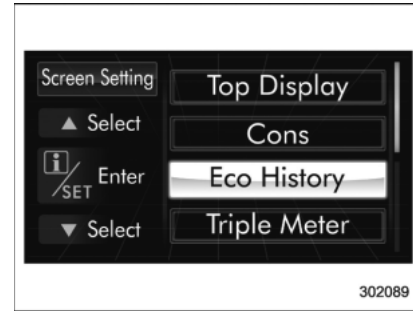 Screen Setting
▲ Select
i/SET Enter
▼ Select
Top Display
Cons
Eco History
Triple Meter
302089